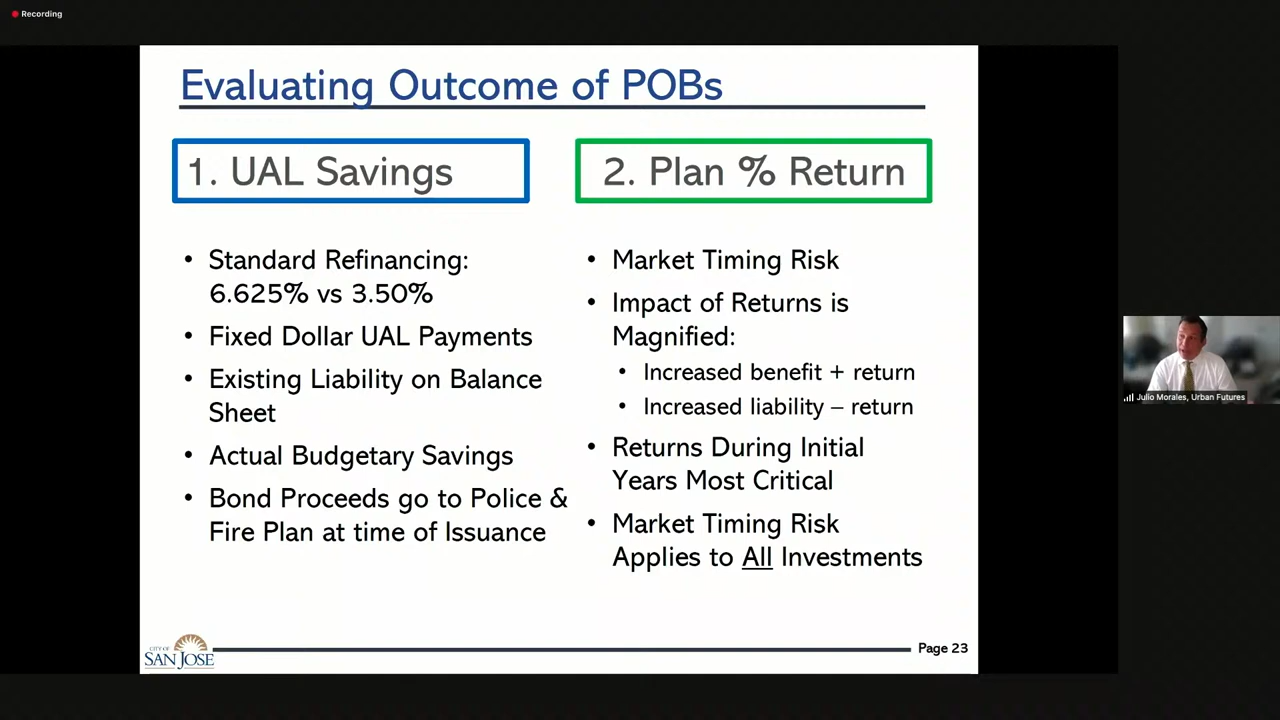 Recording
Evaluating Outcome of POBs
1. UAL Savings
• Standard Refinancing:
6.625% vs 3.50%
• Fixed Dollar UAL Payments
• Existing Liability on Balance
Sheet
• Actual Budgetary Savings
• Bond Proceeds go to Police &
Fire Plan at time of Issuance
2. Plan % Return
• Market Timing Risk
• Impact of Returns is
Magnified:
• Increased benefit + return
• Increased liability – return
• Returns During Initial
Years Most Critical
• Market Timing Risk
Applies to All Investments
CITY OF
SAN JOSE
Page 23
Julio Morales, Urban Futures